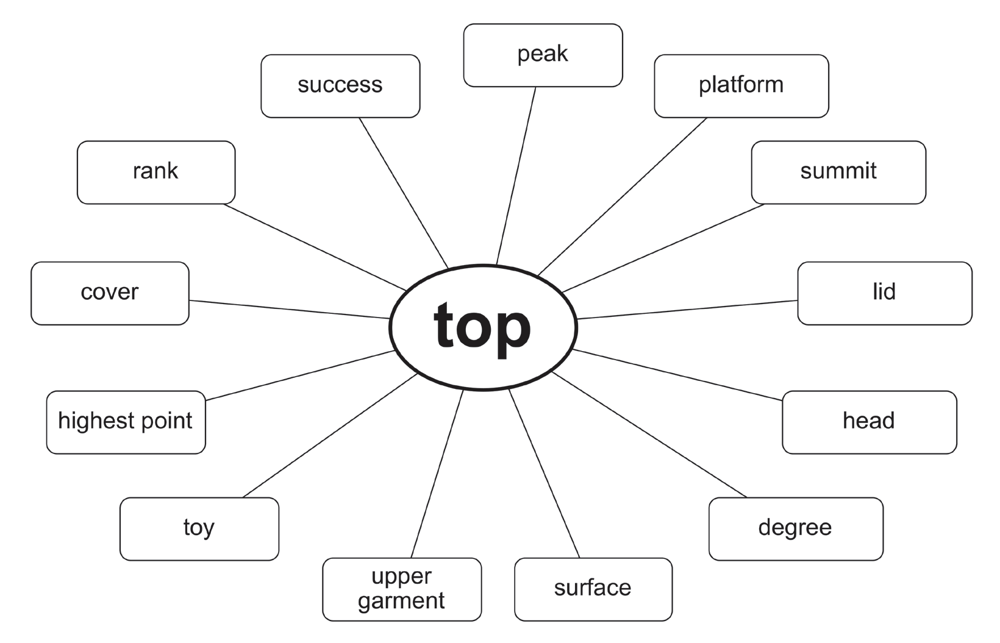 peak
success
platform
rank
summit
cover
lid
top
highest point
head
toy
degree
upper
garment
surface